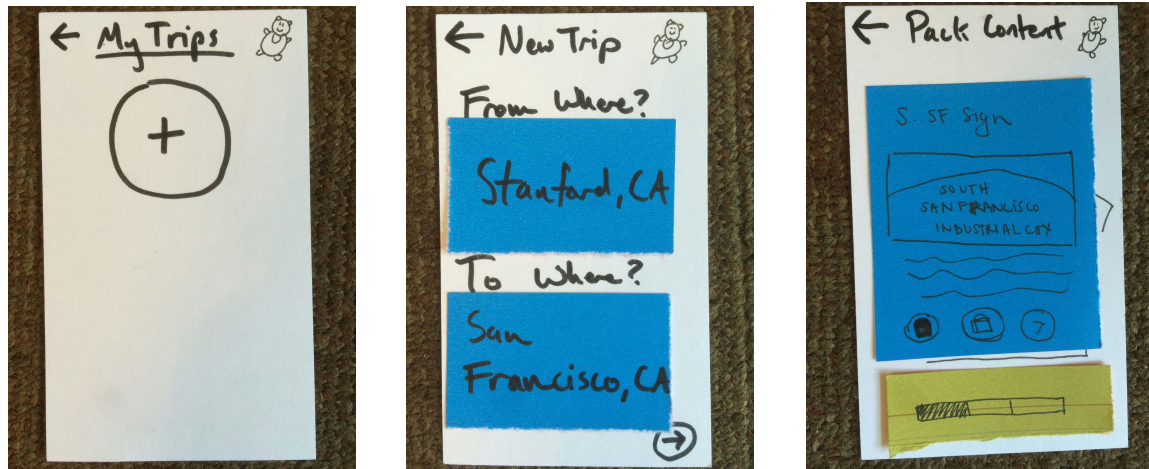 ← My Trips
+
← New Trip
From Where?
Stanford, CA
To Where?
San
Francisco, CA
→
← Pack Content
S. SF Sign
SOUTH
SAN FRANCISCO
INDUSTRIAL CITY